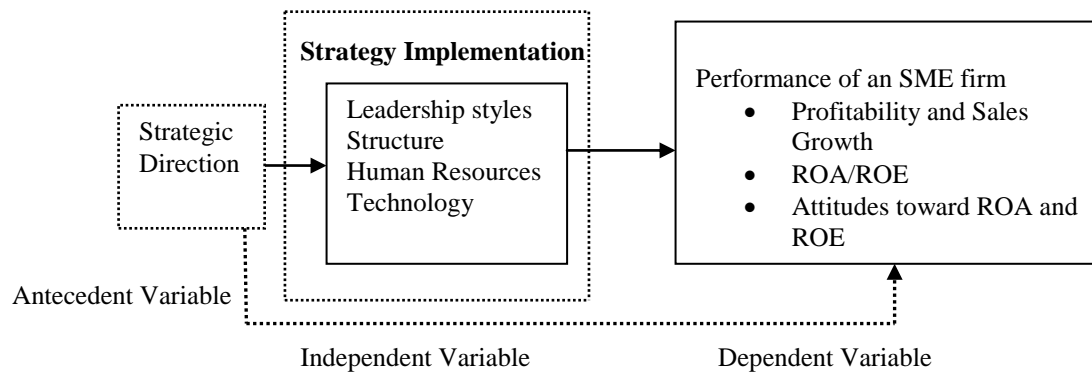 Strategy Implementation
Strategic
Direction
Leadership styles
Structure
Human Resources
Technology
Performance of an SME firm
• Profitability and Sales
Growth
• ROA/ROE
• Attitudes toward ROA and
ROE
Antecedent Variable
Independent Variable
Dependent Variable